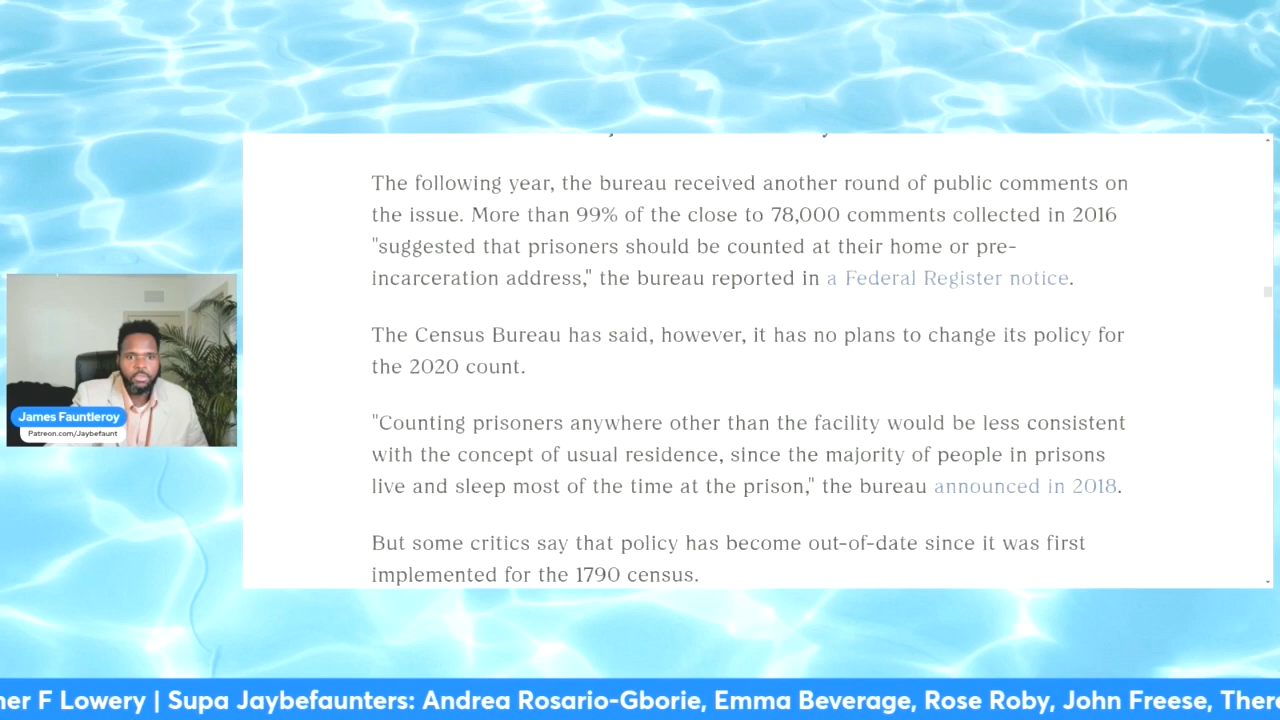 The following year, the bureau received another round of public comments on
the issue. More than 99% of the close to 78,000 comments collected in 2016
"suggested that prisoners should be counted at their home or pre-
incarceration address," the bureau reported in a Federal Register notice.
The Census Bureau has said, however, it has no plans to change its policy for
the 2020 count.
"Counting prisoners anywhere other than the facility would be less consistent
with the concept of usual residence, since the majority of people in prisons
live and sleep most of the time at the prison," the bureau announced in 2018.
But some critics say that policy has become out-of-date since it was first
implemented for the 1790 census.
James Fauntleroy
Patreon.com/Jaybefaunt
F Lowery | Supa Jaybefaunters: Andrea Rosario-Gborie, Emma Beverage, Rose Roby, John Freese,